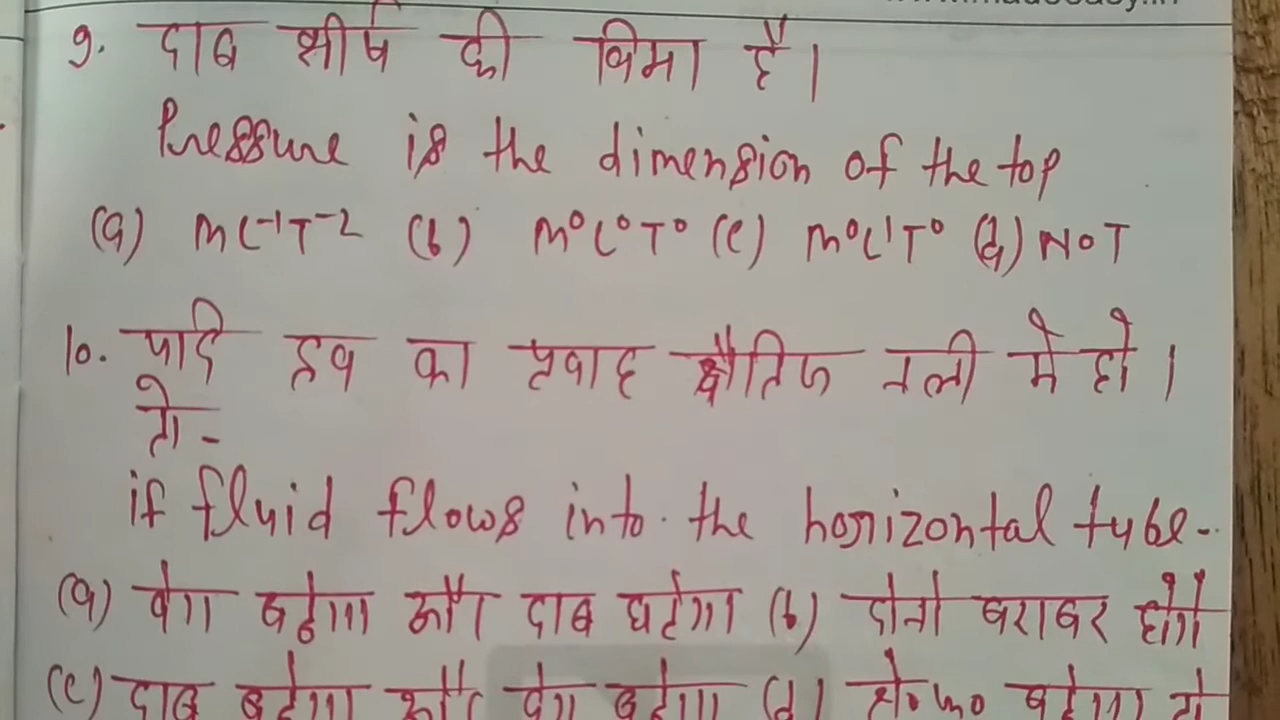 9. दाब शीर्ष की विमा है।
Pressure is the dimension of the top
(a) ML⁻¹T⁻² (b) M⁰L⁰T⁰ (c) M⁰L¹T⁰ (d) NOT
10. यदि द्रव का प्रवाह क्षैतिज नली मे हो।
तो -
if fluid flows into the horizontal tube-
(a) वेग बढेगा और दाब घटेगा (b) दोनो बराबर होगे
(c) दाब बढेगा और वेग बढेगा (d)